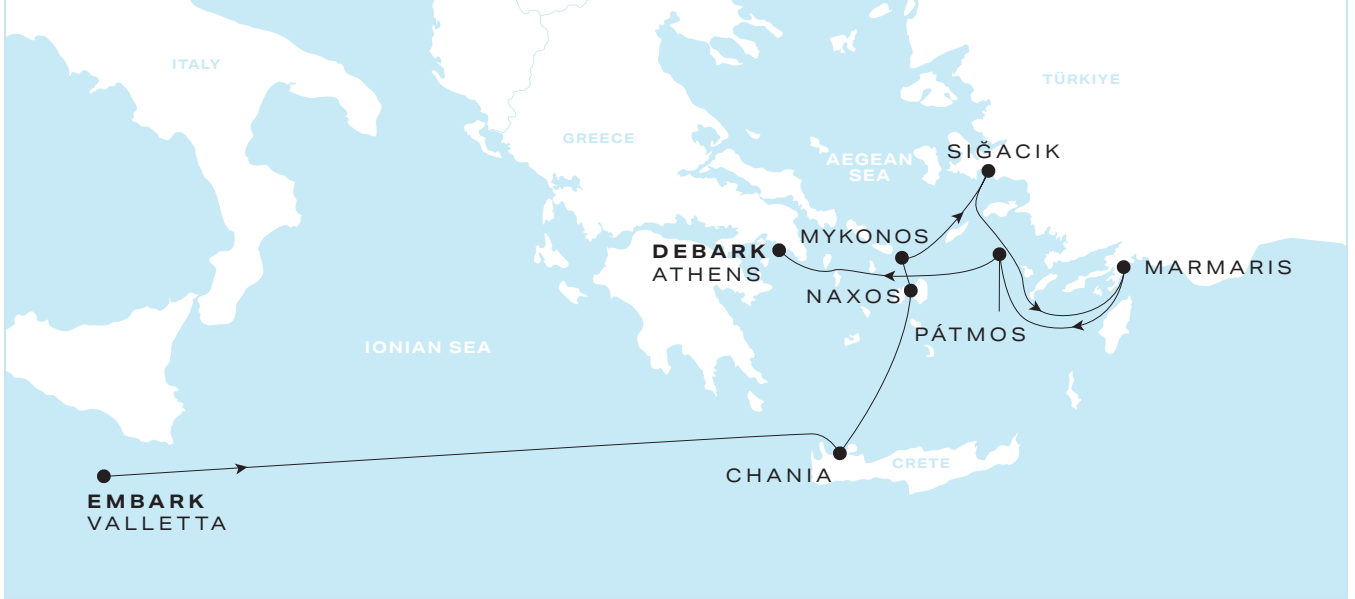 ITALY
TÜRKIYE
GREECE
SIĞACIK
AEGEAN
SEA
MYKONOS
DEBARK
ATHENS
MARMARIS
NAXOS
PÁTMOS
IONIAN SEA
CRETE
CHANIA
EMBARK
VALLETTA